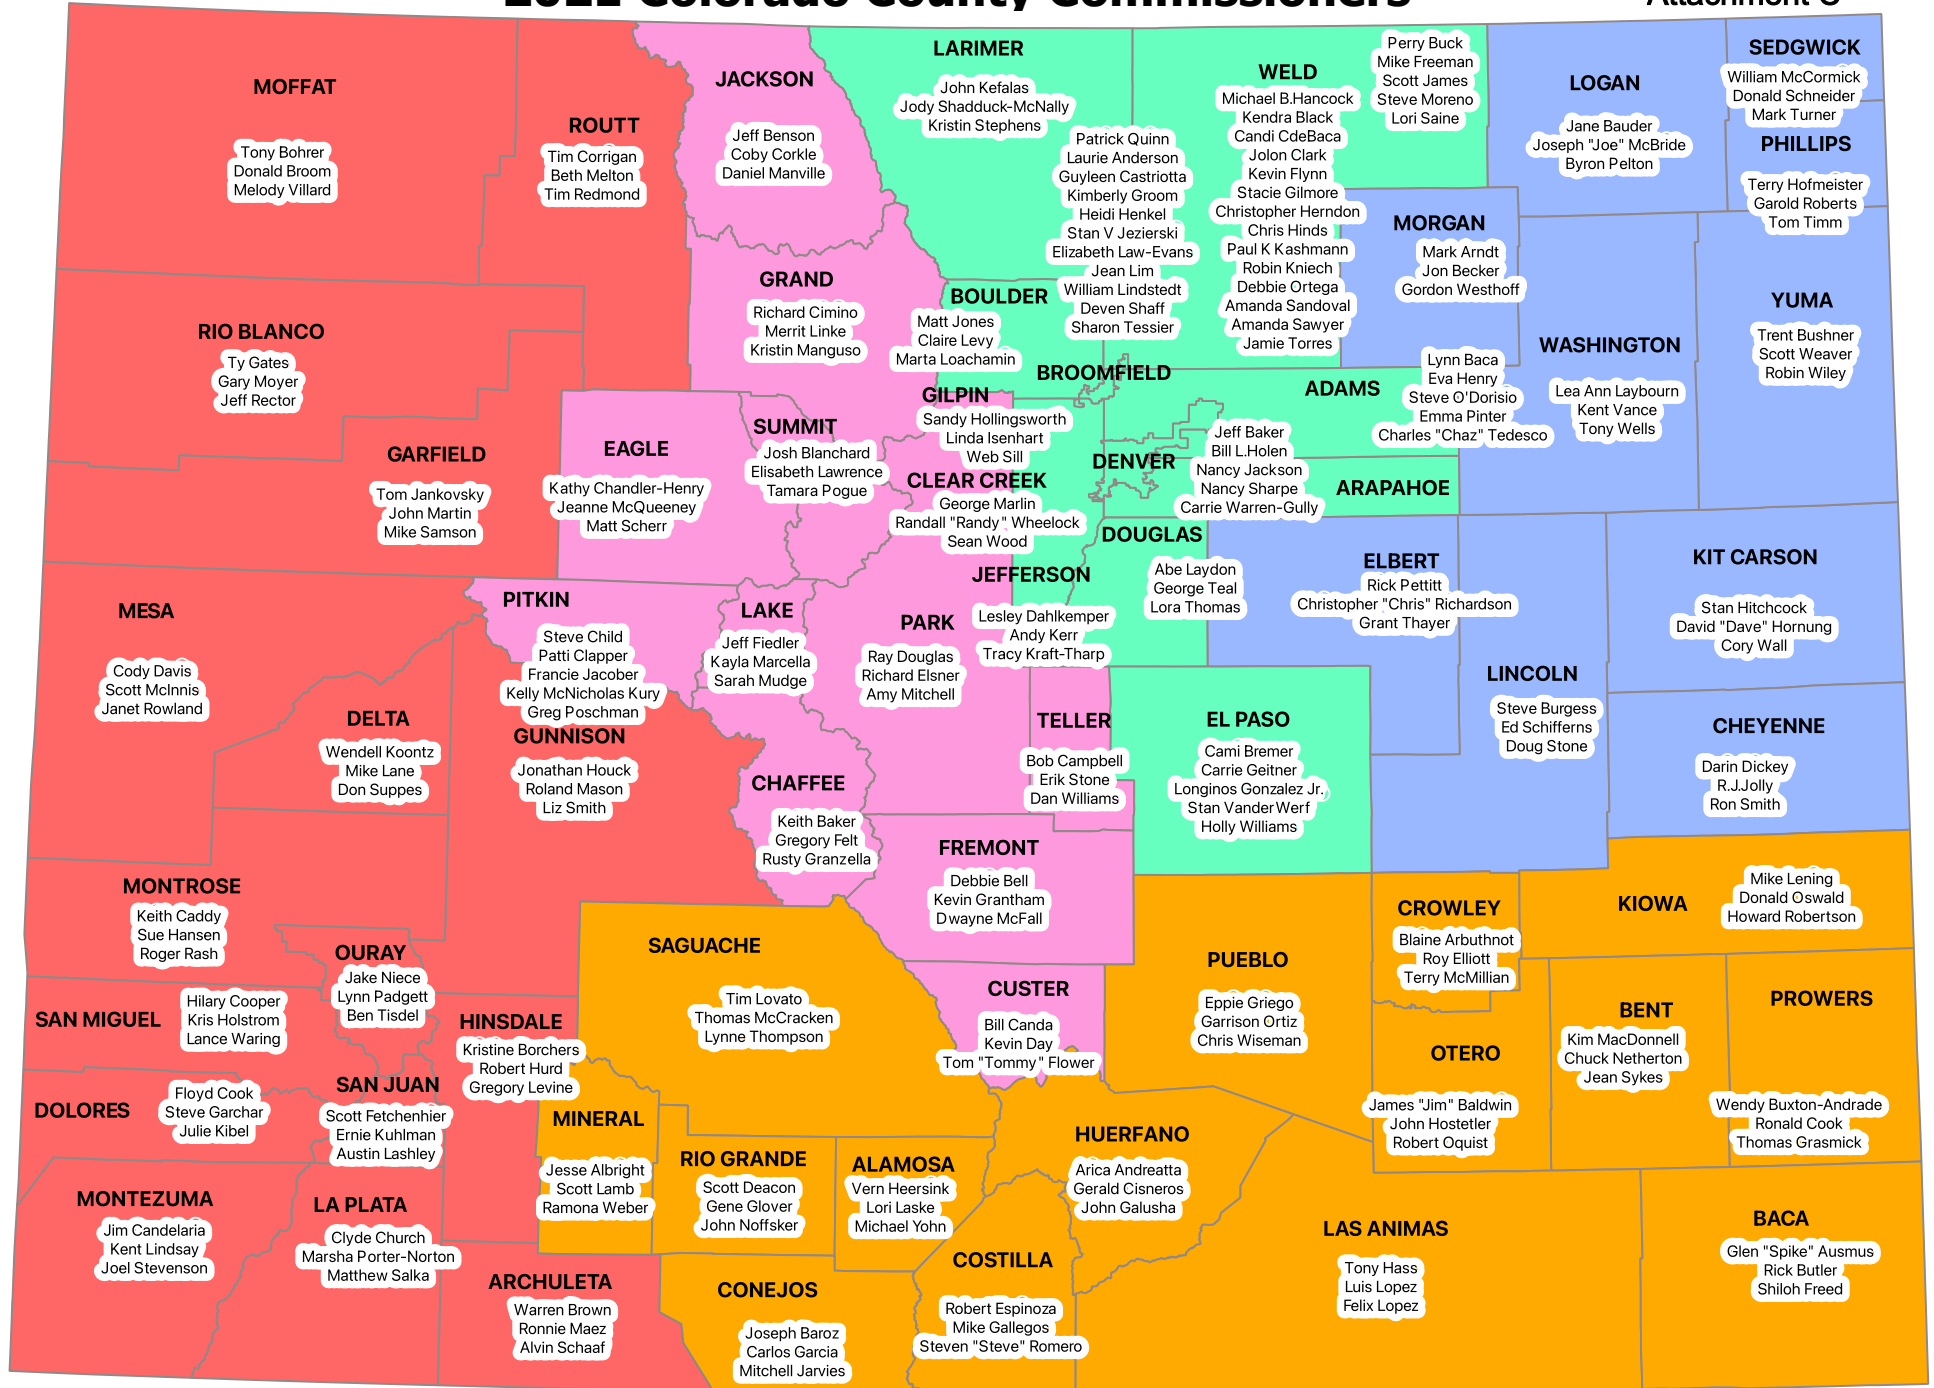 2022 Colorado County Commissioners
Attachment C
MOFFAT
Tony Bohrer
Donald Broom
Melody Villard
ROUTT
Tim Corrigan
Beth Melton
Tim Redmond
JACKSON
Jeff Benson
Coby Corkle
Daniel Manville
LARIMER
John Kefalas
Jody Shadduck-McNally
Kristin Stephens
Patrick Quinn
Laurie Anderson
Guyleen Castriotta
Kimberly Groom
Heidi Henkel
Stan V Jezierski
Elizabeth Law-Evans
Jean Lim
William Lindstedt
Deven Shaff
Sharon Tessier
WELD
Michael B.Hancock
Kendra Black
Candi CdeBaca
Jolon Clark
Kevin Flynn
Stacie Gilmore
Christopher Herndon
Chris Hinds
Paul K Kashmann
Robin Kniech
Debbie Ortega
Amanda Sandoval
Amanda Sawyer
Jamie Torres
Perry Buck
Mike Freeman
Scott James
Steve Moreno
Lori Saine
LOGAN
Jane Bauder
Joseph "Joe" McBride
Byron Pelton
SEDGWICK
William McCormick
Donald Schneider
Mark Turner
PHILLIPS
Terry Hofmeister
Garold Roberts
Tom Timm
MORGAN
Mark Arndt
Jon Becker
Gordon Westhoff
RIO BLANCO
Ty Gates
Gary Moyer
Jeff Rector
GRAND
Richard Cimino
Merrit Linke
Kristin Manguso
BOULDER
Matt Jones
Claire Levy
Marta Loachamin
BROOMFIELD
WASHINGTON
Lea Ann Laybourn
Kent Vance
Tony Wells
YUMA
Trent Bushner
Scott Weaver
Robin Wiley
GARFIELD
Tom Jankovsky
John Martin
Mike Samson
EAGLE
Kathy Chandler-Henry
Jeanne McQueeney
Matt Scherr
SUMMIT
Josh Blanchard
Elisabeth Lawrence
Tamara Pogue
GILPIN
Sandy Hollingsworth
Linda Isenhart
Web Sill
CLEAR CREEK
George Marlin
Randall "Randy" Wheelock
Sean Wood
ADAMS
Lynn Baca
Eva Henry
Steve O'Dorisio
Emma Pinter
Charles "Chaz" Tedesco
DENVER
Jeff Baker
Bill L.Holen
Nancy Jackson
Nancy Sharpe
Carrie Warren-Gully
ARAPAHOE
DOUGLAS
Abe Laydon
George Teal
Lora Thomas
ELBERT
Rick Pettitt
Christopher "Chris" Richardson
Grant Thayer
KIT CARSON
Stan Hitchcock
David "Dave" Hornung
Cory Wall
MESA
Cody Davis
Scott McInnis
Janet Rowland
PITKIN
Steve Child
Patti Clapper
Francie Jacober
Kelly McNicholas Kury
Greg Poschman
LAKE
Jeff Fiedler
Kayla Marcella
Sarah Mudge
PARK
Ray Douglas
Richard Elsner
Amy Mitchell
JEFFERSON
Lesley Dahlkemper
Andy Kerr
Tracy Kraft-Tharp
LINCOLN
Steve Burgess
Ed Schifferns
Doug Stone
DELTA
Wendell Koontz
Mike Lane
Don Suppes
GUNNISON
Jonathan Houck
Roland Mason
Liz Smith
CHAFFEE
Keith Baker
Gregory Felt
Rusty Granzella
TELLER
Bob Campbell
Erik Stone
Dan Williams
EL PASO
Cami Bremer
Carrie Geitner
Longinos Gonzalez Jr.
Stan VanderWerf
Holly Williams
CHEYENNE
Darin Dickey
R.J.Jolly
Ron Smith
FREMONT
Debbie Bell
Kevin Grantham
Dwayne McFall
MONTROSE
Keith Caddy
Sue Hansen
Roger Rash
OURAY
Jake Niece
Lynn Padgett
Ben Tisdel
SAGUACHE
Tim Lovato
Thomas McCracken
Lynne Thompson
CUSTER
Bill Canda
Kevin Day
Tom "Tommy" Flower
PUEBLO
Eppie Griego
Garrison Ortiz
Chris Wiseman
CROWLEY
Blaine Arbuthnot
Roy Elliott
Terry McMillian
KIOWA
Mike Lening
Donald Oswald
Howard Robertson
SAN MIGUEL
Hilary Cooper
Kris Holstrom
Lance Waring
HINSDALE
Kristine Borchers
Robert Hurd
Gregory Levine
OTERO
James "Jim" Baldwin
John Hostetler
Robert Oquist
BENT
Kim MacDonnell
Chuck Netherton
Jean Sykes
PROWERS
Wendy Buxton-Andrade
Ronald Cook
Thomas Grasmick
DOLORES
Floyd Cook
Steve Garchar
Julie Kibel
SAN JUAN
Scott Fetchenhier
Ernie Kuhlman
Austin Lashley
MINERAL
Jesse Albright
Scott Lamb
Ramona Weber
RIO GRANDE
Scott Deacon
Gene Glover
John Noffsker
ALAMOSA
Vern Heersink
Lori Laske
Michael Yohn
HUERFANO
Arica Andreatta
Gerald Cisneros
John Galusha
MONTEZUMA
Jim Candelaria
Kent Lindsay
Joel Stevenson
LA PLATA
Clyde Church
Marsha Porter-Norton
Matthew Salka
ARCHULETA
Warren Brown
Ronnie Maez
Alvin Schaaf
CONEJOS
Joseph Baroz
Carlos Garcia
Mitchell Jarvies
COSTILLA
Robert Espinoza
Mike Gallegos
Steven "Steve" Romero
LAS ANIMAS
Tony Hass
Luis Lopez
Felix Lopez
BACA
Glen "Spike" Ausmus
Rick Butler
Shiloh Freed